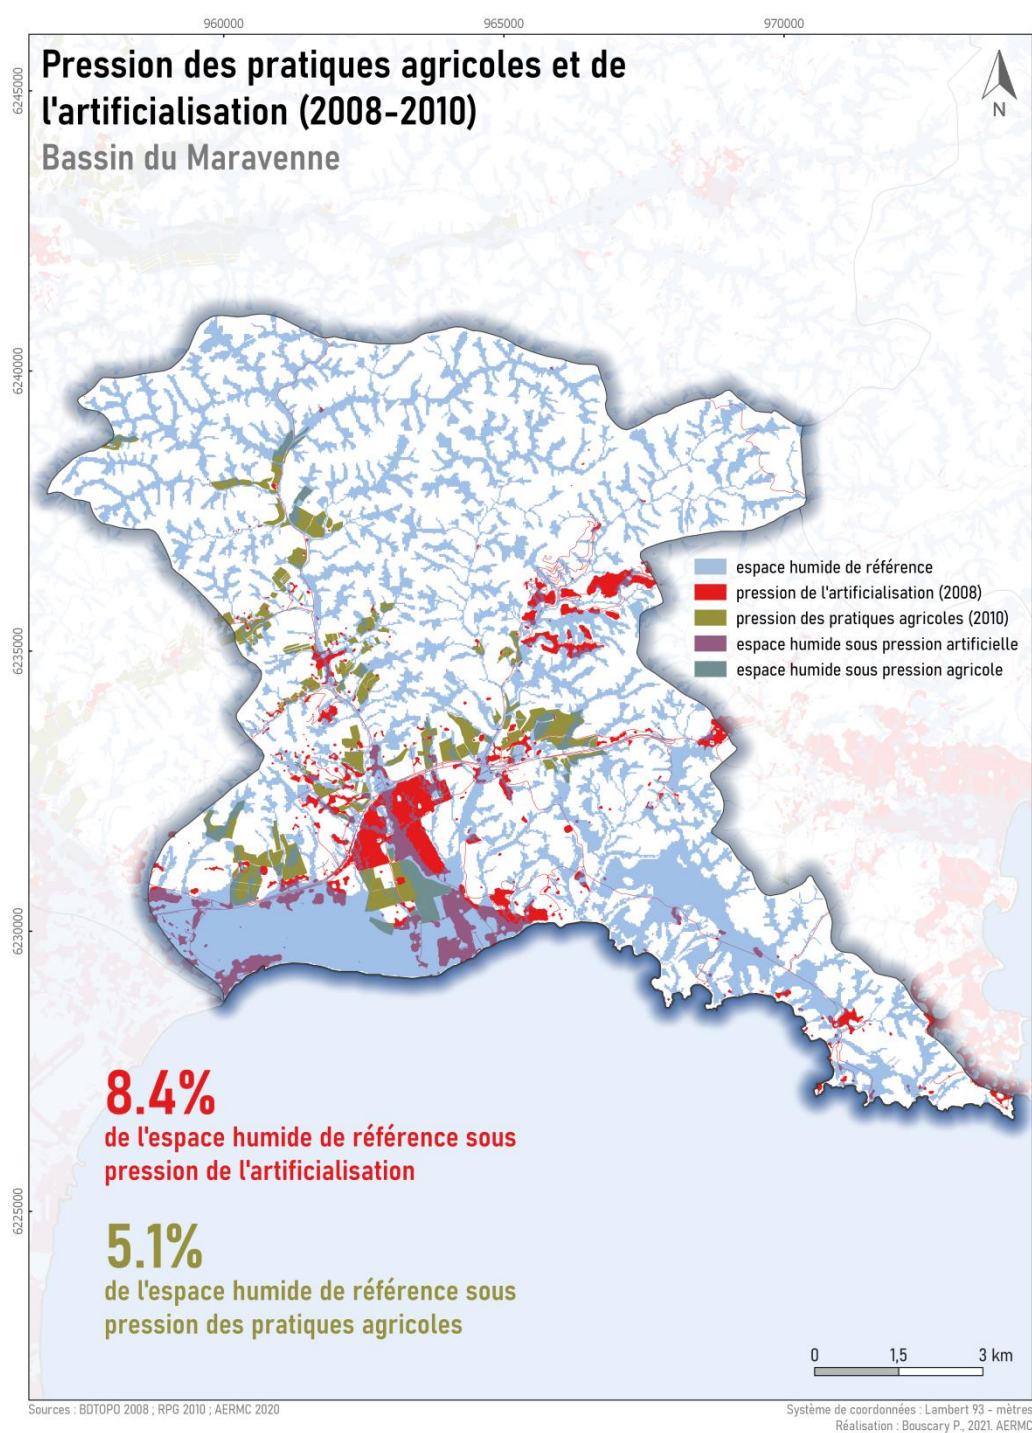 960000
965000
970000
Pression des pratiques agricoles et de
l'artificialisation (2008-2010)
Bassin du Maravenne
N
6245000
6240000
6235000
6230000
6225000
espace humide de référence
pression de l'artificialisation (2008)
pression des pratiques agricoles (2010)
espace humide sous pression artificielle
espace humide sous pression agricole
8.4%
de l'espace humide de référence sous
pression de l'artificialisation
5.1%
de l'espace humide de référence sous
pression des pratiques agricoles
0 1,5 3 km
Sources : BDTOPO 2008 ; RPG 2010 ; AERMC 2020
Système de coordonnées : Lambert 93 - mètres
Réalisation : Bouscary P., 2021. AERMC